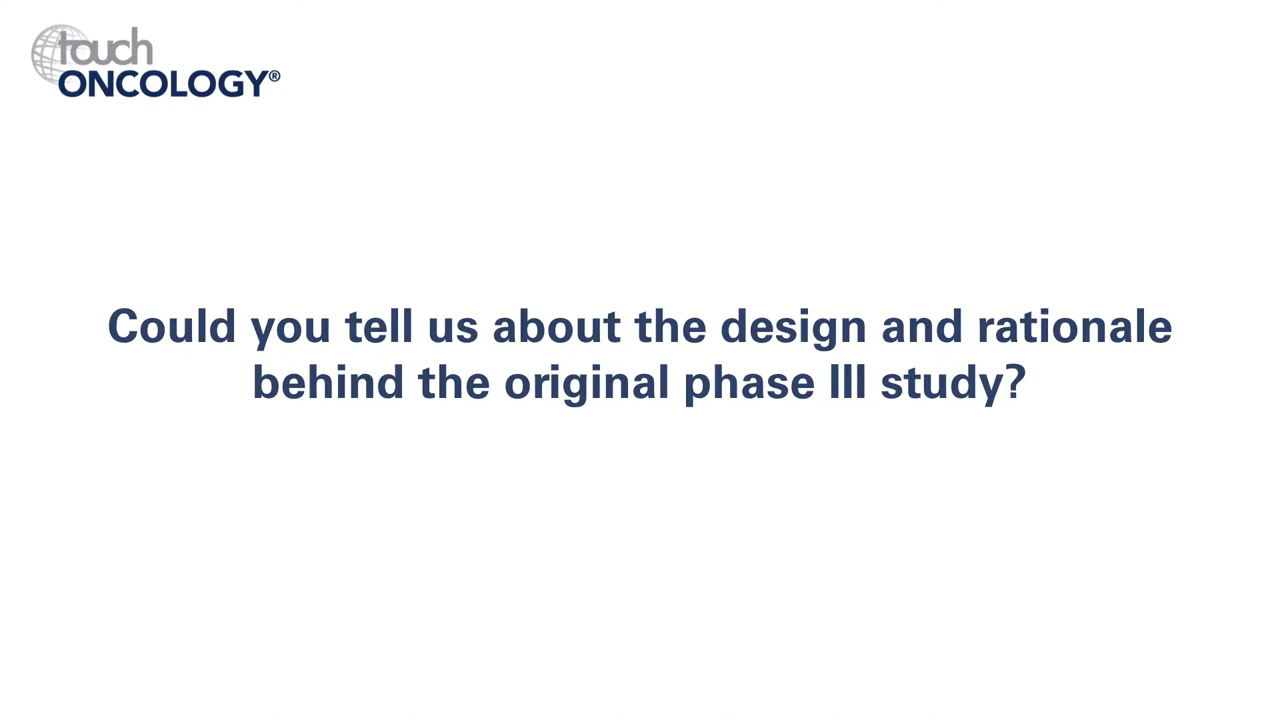 touch
ONCOLOGY®
Could you tell us about the design and rationale
behind the original phase III study?